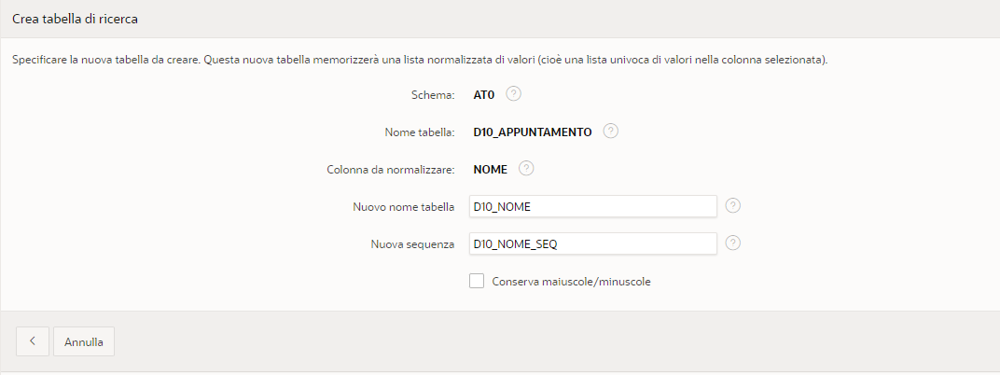 Crea tabella di ricerca
Specificare la nuova tabella da creare. Questa nuova tabella memorizzerà una lista normalizzata di valori (cioè una lista univoca di valori nella colonna selezionata).
Schema: AT0 ?
Nome tabella: D10_APPUNTAMENTO ?
Colonna da normalizzare: NOME ?
Nuovo nome tabella D10_NOME ?
Nuova sequenza D10_NOME_SEQ ?
Conserva maiuscole/minuscole
< Annulla